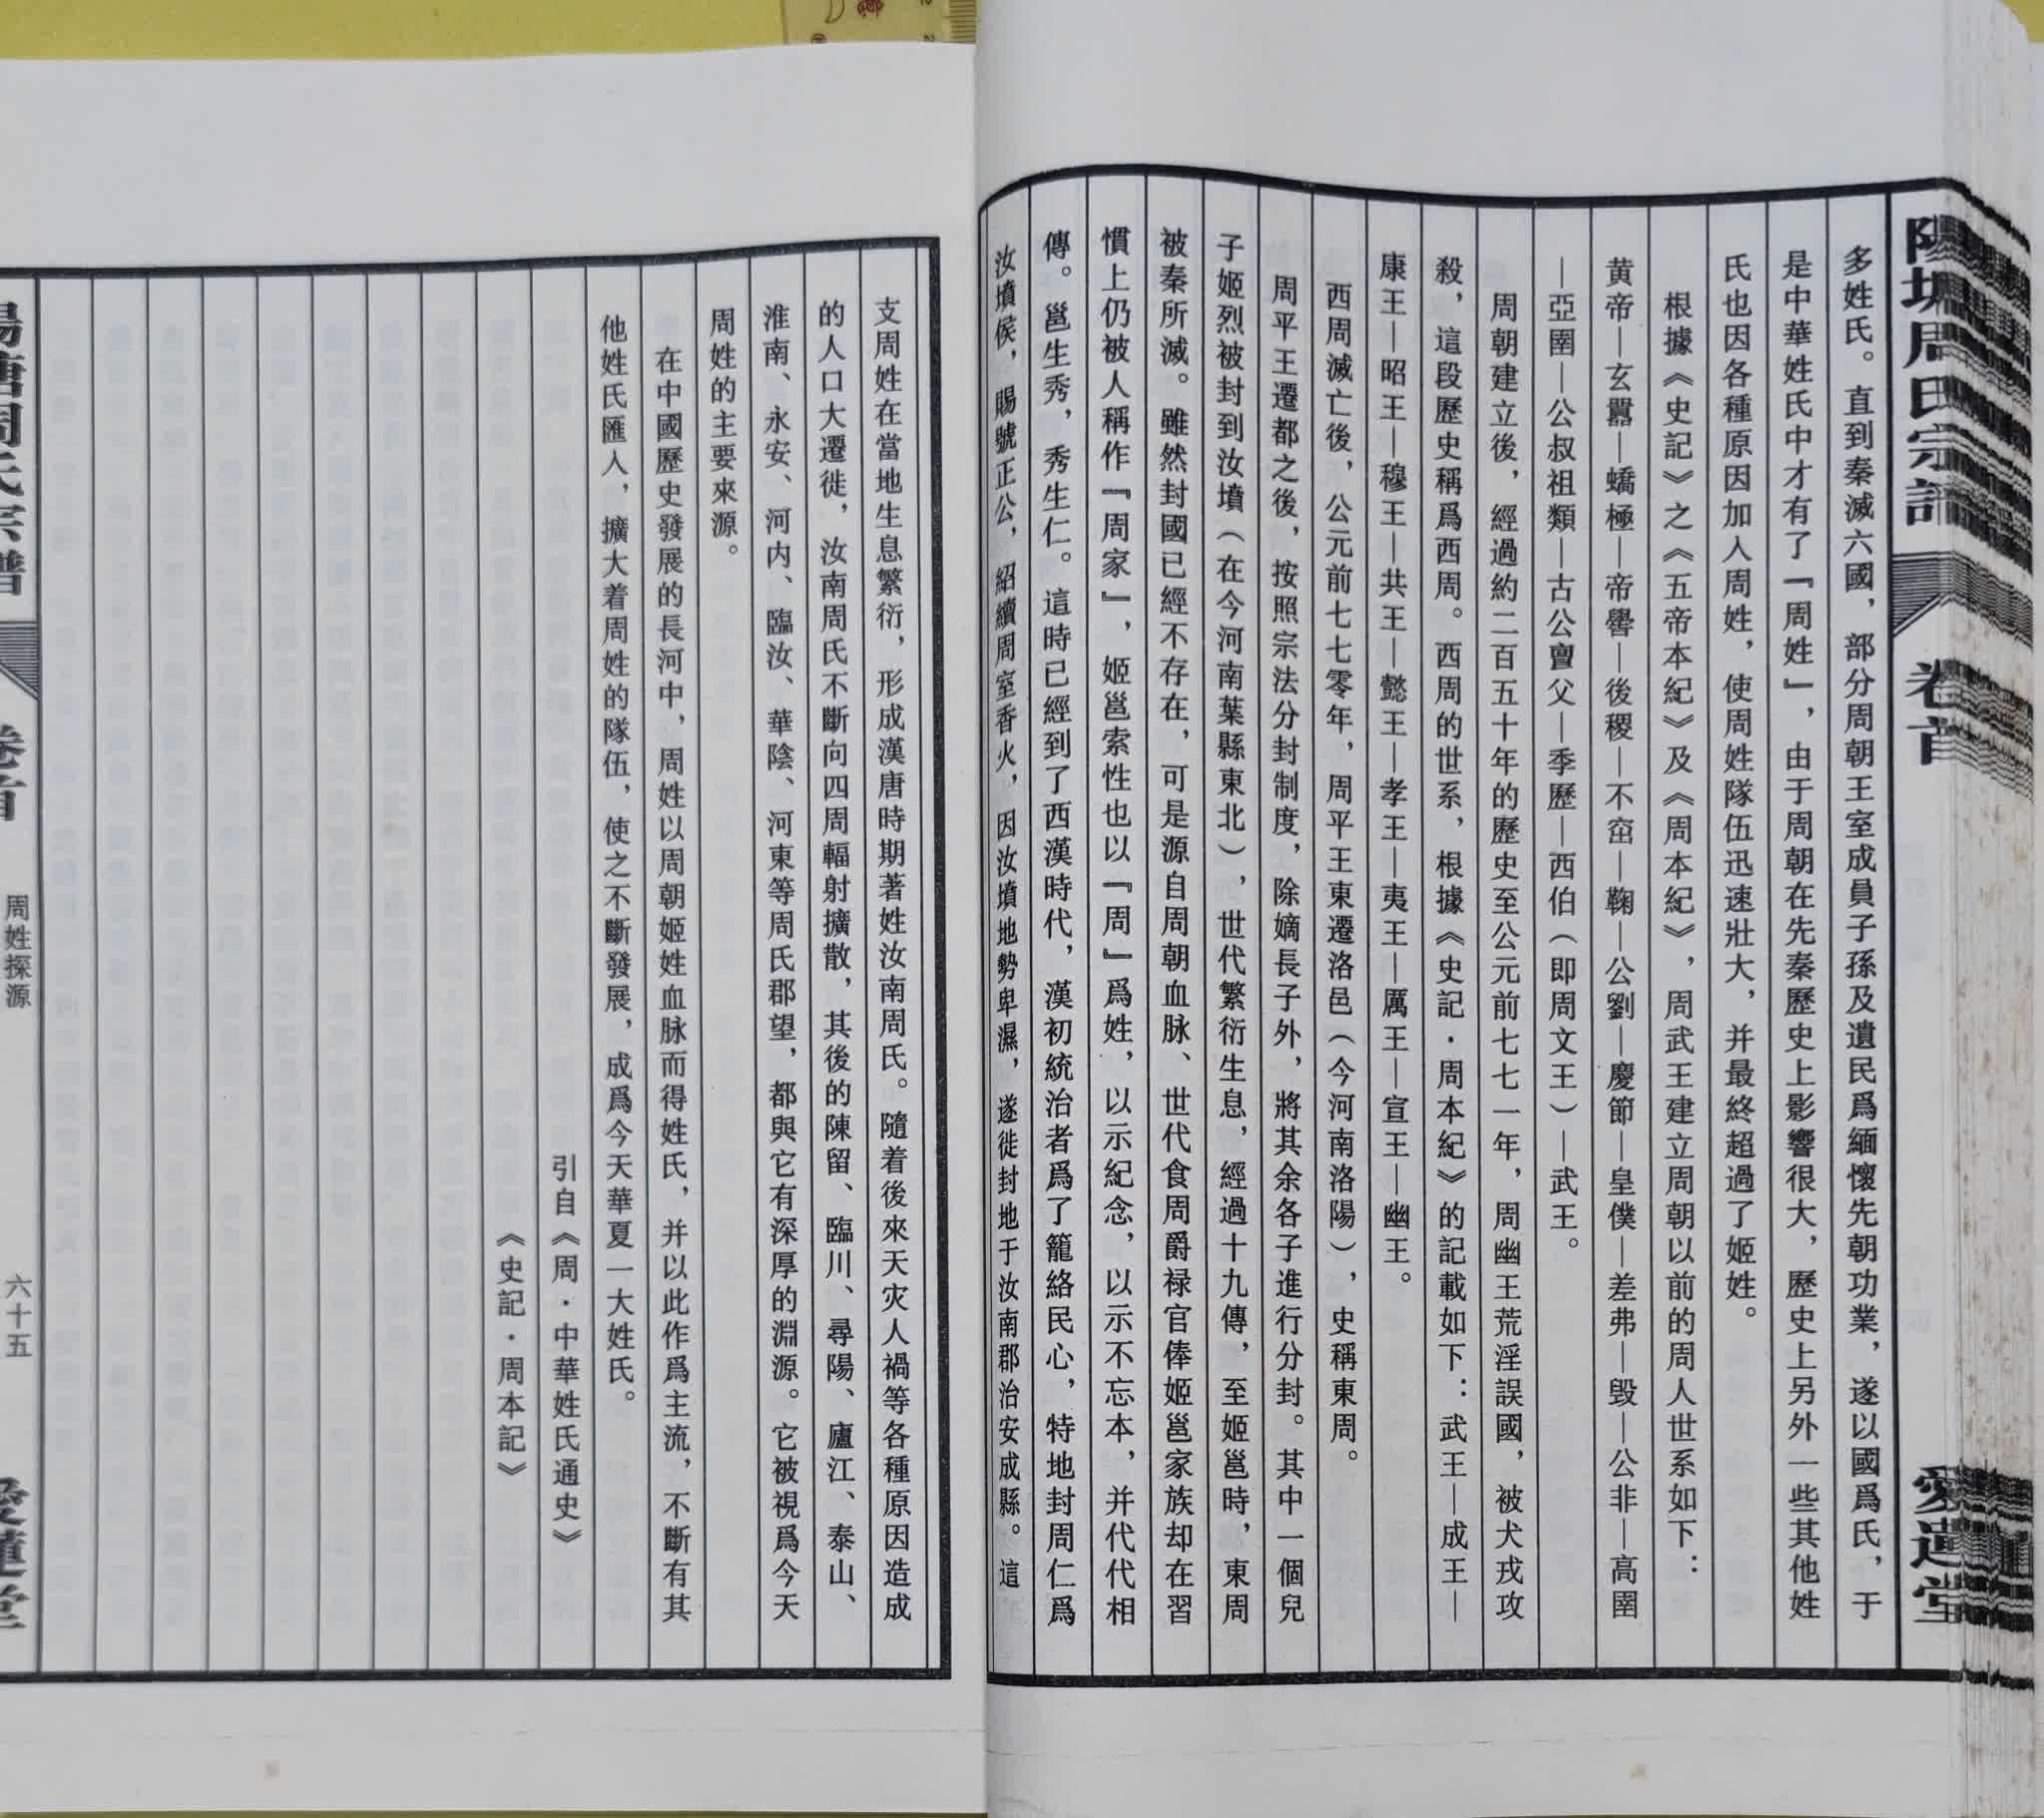 周氏宗譜
卷首
多姓氏。直到秦滅六國，部分周朝王室成員子孫及遺民爲緬懷先朝功業，遂以國爲氏，于
是中華姓氏中才有了『周姓』，由于周朝在先秦歷史上影響很大，歷史上另外一些其他姓
氏也因各種原因加入周姓，使周姓隊伍迅速壯大，并最終超過了姬姓。
根據《史記》之《五帝本紀》及《周本紀》，周武王建立周朝以前的周人世系如下：
黄帝—玄囂—蟜極—帝嚳—後稷—不窋—鞠—公劉—慶節—皇僕—差弗—毁—公非—高圉
—亞圉—公叔祖類—古公亶父—季歷—西伯（即周文王）—武王。
周朝建立後，經過約二百五十年的歷史至公元前七七一年，周幽王荒淫誤國，被犬戎攻
殺，這段歷史稱爲西周。西周的世系，根據《史記·周本紀》的記載如下：武王—成王—
康王—昭王—穆王—共王—懿王—孝王—夷王—厲王—宣王—幽王。
西周滅亡後，公元前七七零年，周平王東遷洛邑（今河南洛陽），史稱東周。
周平王遷都之後，按照宗法分封制度，除嫡長子外，將其余各子進行分封。其中一個兒
子姬烈被封到汝墳（在今河南葉縣東北），世代繁衍生息，經過十九傳，至姬邕時，東周
被秦所滅。雖然封國已經不存在，可是源自周朝血脉、世代食周爵禄官俸姬邕家族却在習
慣上仍被人稱作『周家』，姬邕索性也以『周』爲姓，以示紀念，以示不忘本，并代代相
傳。邕生秀，秀生仁。這時已經到了西漢時代，漢初統治者爲了籠絡民心，特地封周仁爲
汝墳侯，賜號正公，紹續周室香火，因汝墳地勢卑濕，遂徙封地于汝南郡治安成縣。這
支周姓在當地生息繁衍，形成漢唐時期著姓汝南周氏。隨着後來天灾人禍等各種原因造成
的人口大遷徙，汝南周氏不斷向四周輻射擴散，其後的陳留、臨川、尋陽、廬江、泰山、
淮南、永安、河内、臨汝、華陰、河東等周氏郡望，都與它有深厚的淵源。它被視爲今天
周姓的主要來源。
在中國歷史發展的長河中，周姓以周朝姬姓血脉而得姓氏，并以此作爲主流，不斷有其
他姓氏匯入，擴大着周姓的隊伍，使之不斷發展，成爲今天華夏一大姓氏。
引自《周·中華姓氏通史》
《史記·周本記》
周氏宗譜
卷首
周姓探源
六十五
愛蓮堂